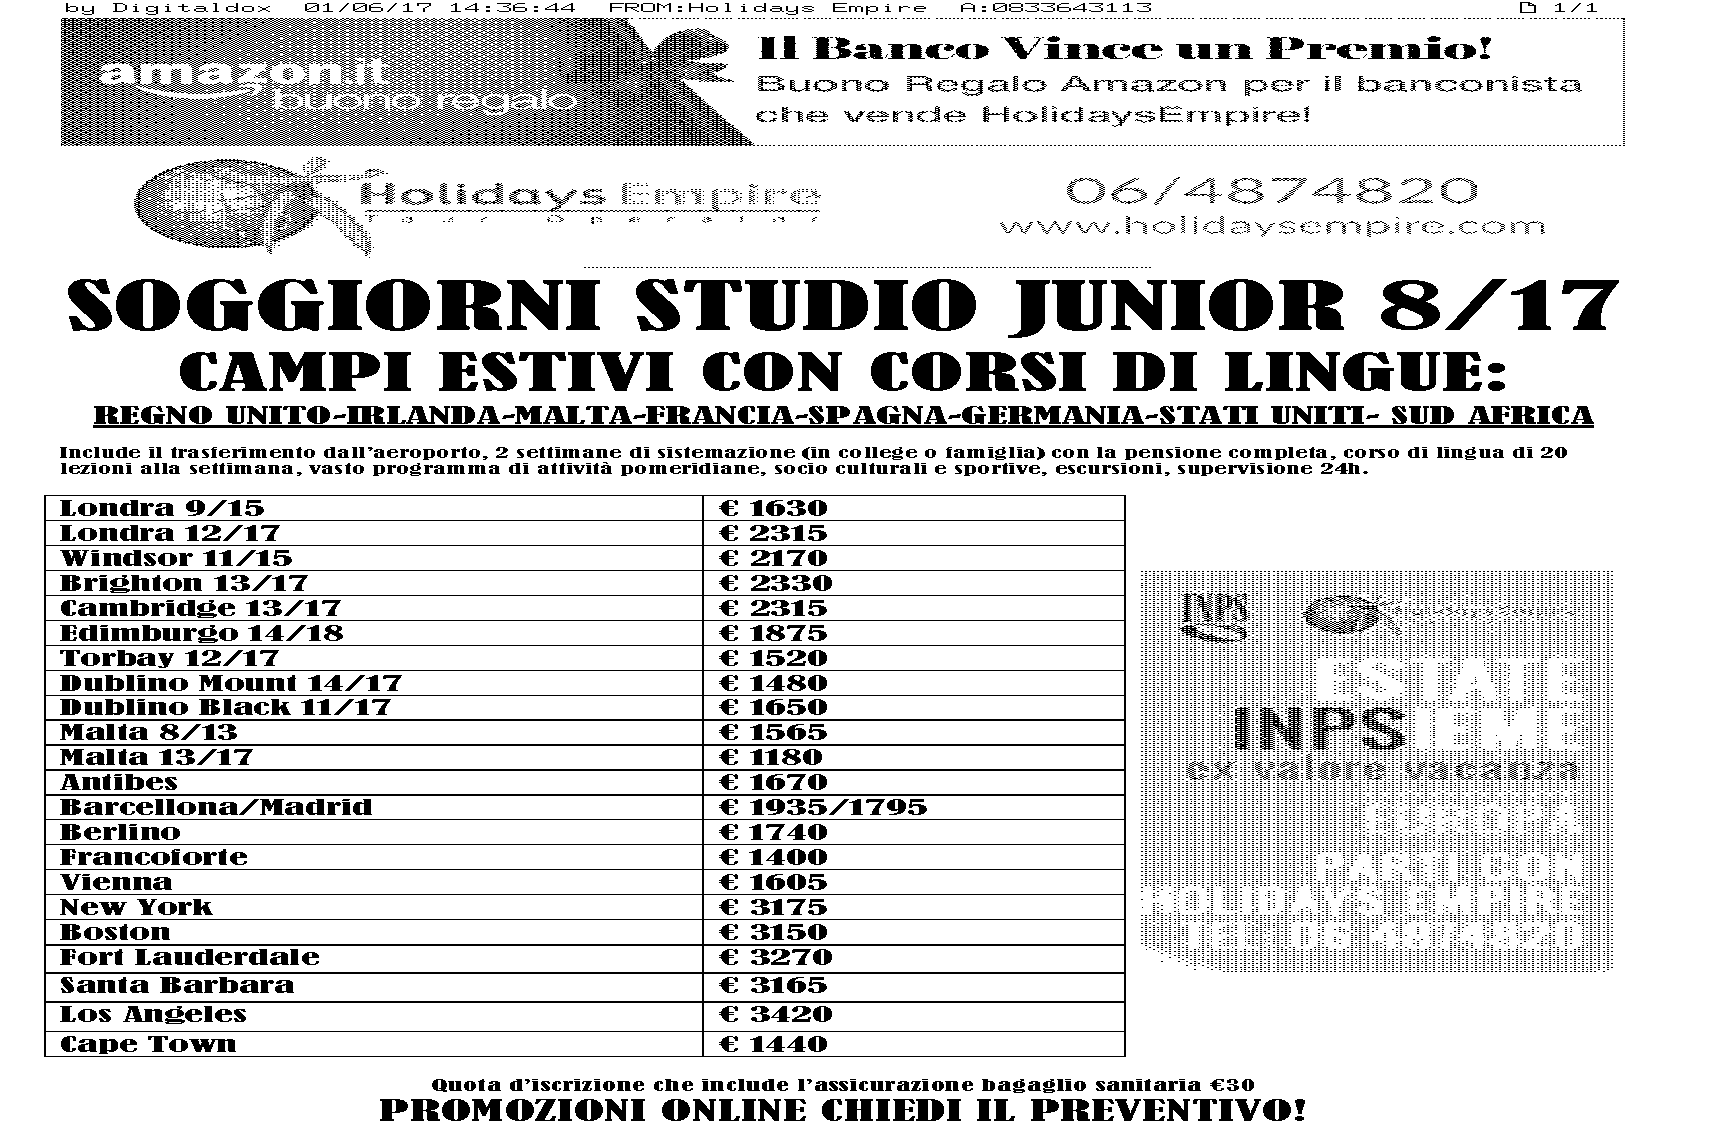 by Digitaldox 01/06/17 14:36:44 FROM:Holidays Empire A:0833643113 1/1
amazon.it
buono regalo
Il Banco Vince un Premio!
Buono Regalo Amazon per il banconista
che vende HolidaysEmpire!
Holidays Empire
Tour Operator
06/4874820
www.holidaysempire.com
SOGGIORNI STUDIO JUNIOR 8/17
CAMPI ESTIVI CON CORSI DI LINGUE:
REGNO UNITO-IRLANDA-MALTA-FRANCIA-SPAGNA-GERMANIA-STATI UNITI- SUD AFRICA
Include il trasferimento dall'aeroporto, 2 settimane di sistemazione (in college o famiglia) con la pensione completa, corso di lingua di 20
lezioni alla settimana, vasto programma di attività pomeridiane, socio culturali e sportive, escursioni, supervisione 24h.
Londra 9/15 € 1630
Londra 12/17 € 2315
Windsor 11/15 € 2170
Brighton 13/17 € 2330
Cambridge 13/17 € 2315
Edimburgo 14/18 € 1875
Torbay 12/17 € 1520
Dublino Mount 14/17 € 1480
Dublino Black 11/17 € 1650
Malta 8/13 € 1565
Malta 13/17 € 1180
Antibes € 1670
Barcellona/Madrid € 1935/1795
Berlino € 1740
Francoforte € 1400
Vienna € 1605
New York € 3175
Boston € 3150
Fort Lauderdale € 3270
Santa Barbara € 3165
Los Angeles € 3420
Cape Town € 1440
INPS
ESTATE
INPSIEME
ex valore vacanza
PARTI CON
HOLIDAYS EMPIRE
TEL. 06 4874820
Quota d'iscrizione che include l'assicurazione bagaglio sanitaria €30
PROMOZIONI ONLINE CHIEDI IL PREVENTIVO!